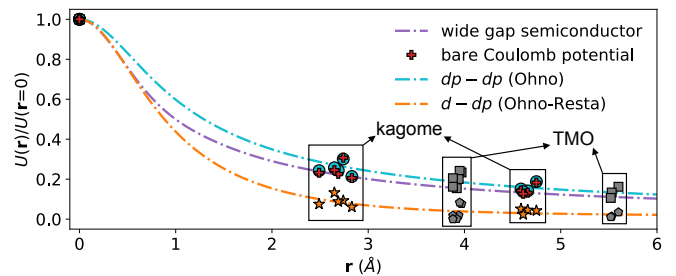 1.0
0.8
0.6
0.4
0.2
0.0
U(r)/U(r=0)
wide gap semiconductor
bare Coulomb potential
dp − dp (Ohno)
d − dp (Ohno-Resta)
kagome
TMO
0 1 2 3 4 5 6
r (Å)